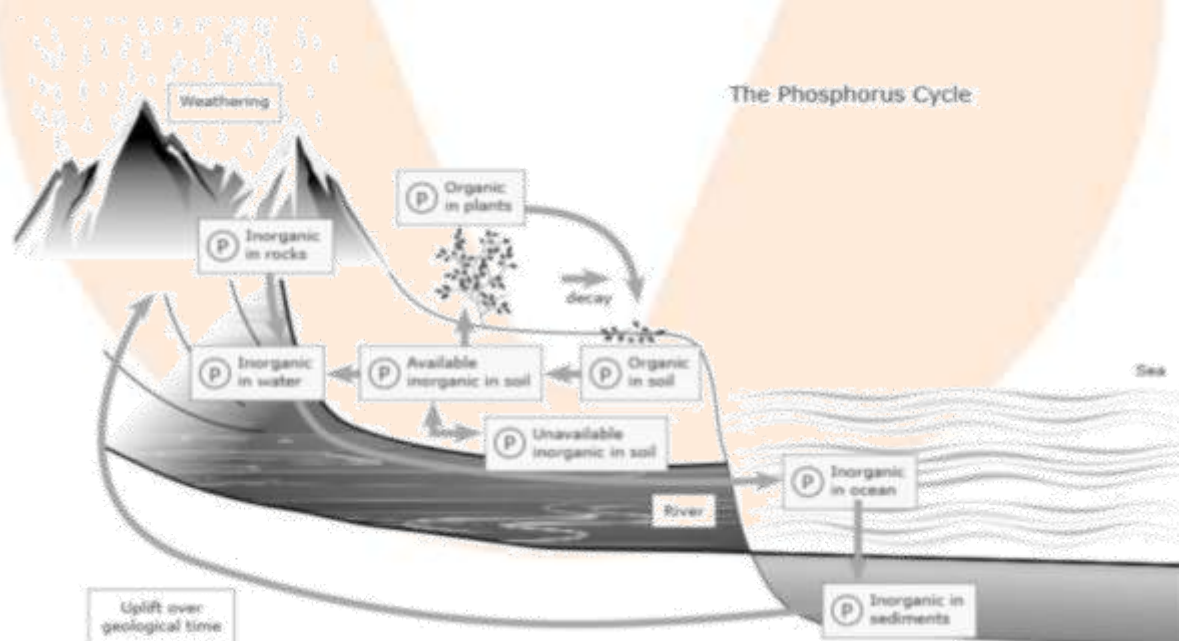 The Phosphorus Cycle
Weathering
P Organic
in plants
P Inorganic
in rocks
decay
P Inorganic
in water
P Available
inorganic in soil
P Organic
in soil
Sea
P Unavailable
inorganic in soil
P Inorganic
in ocean
River
Uplift over
geological time
P Inorganic in
sediments